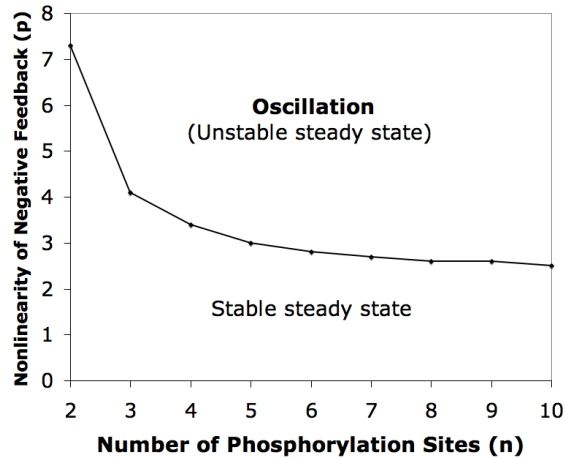 Nonlinearity of Negative Feedback (p)
8
7
6
5
4
3
2
1
0
Oscillation
(Unstable steady state)
Stable steady state
2 3 4 5 6 7 8 9 10
Number of Phosphorylation Sites (n)